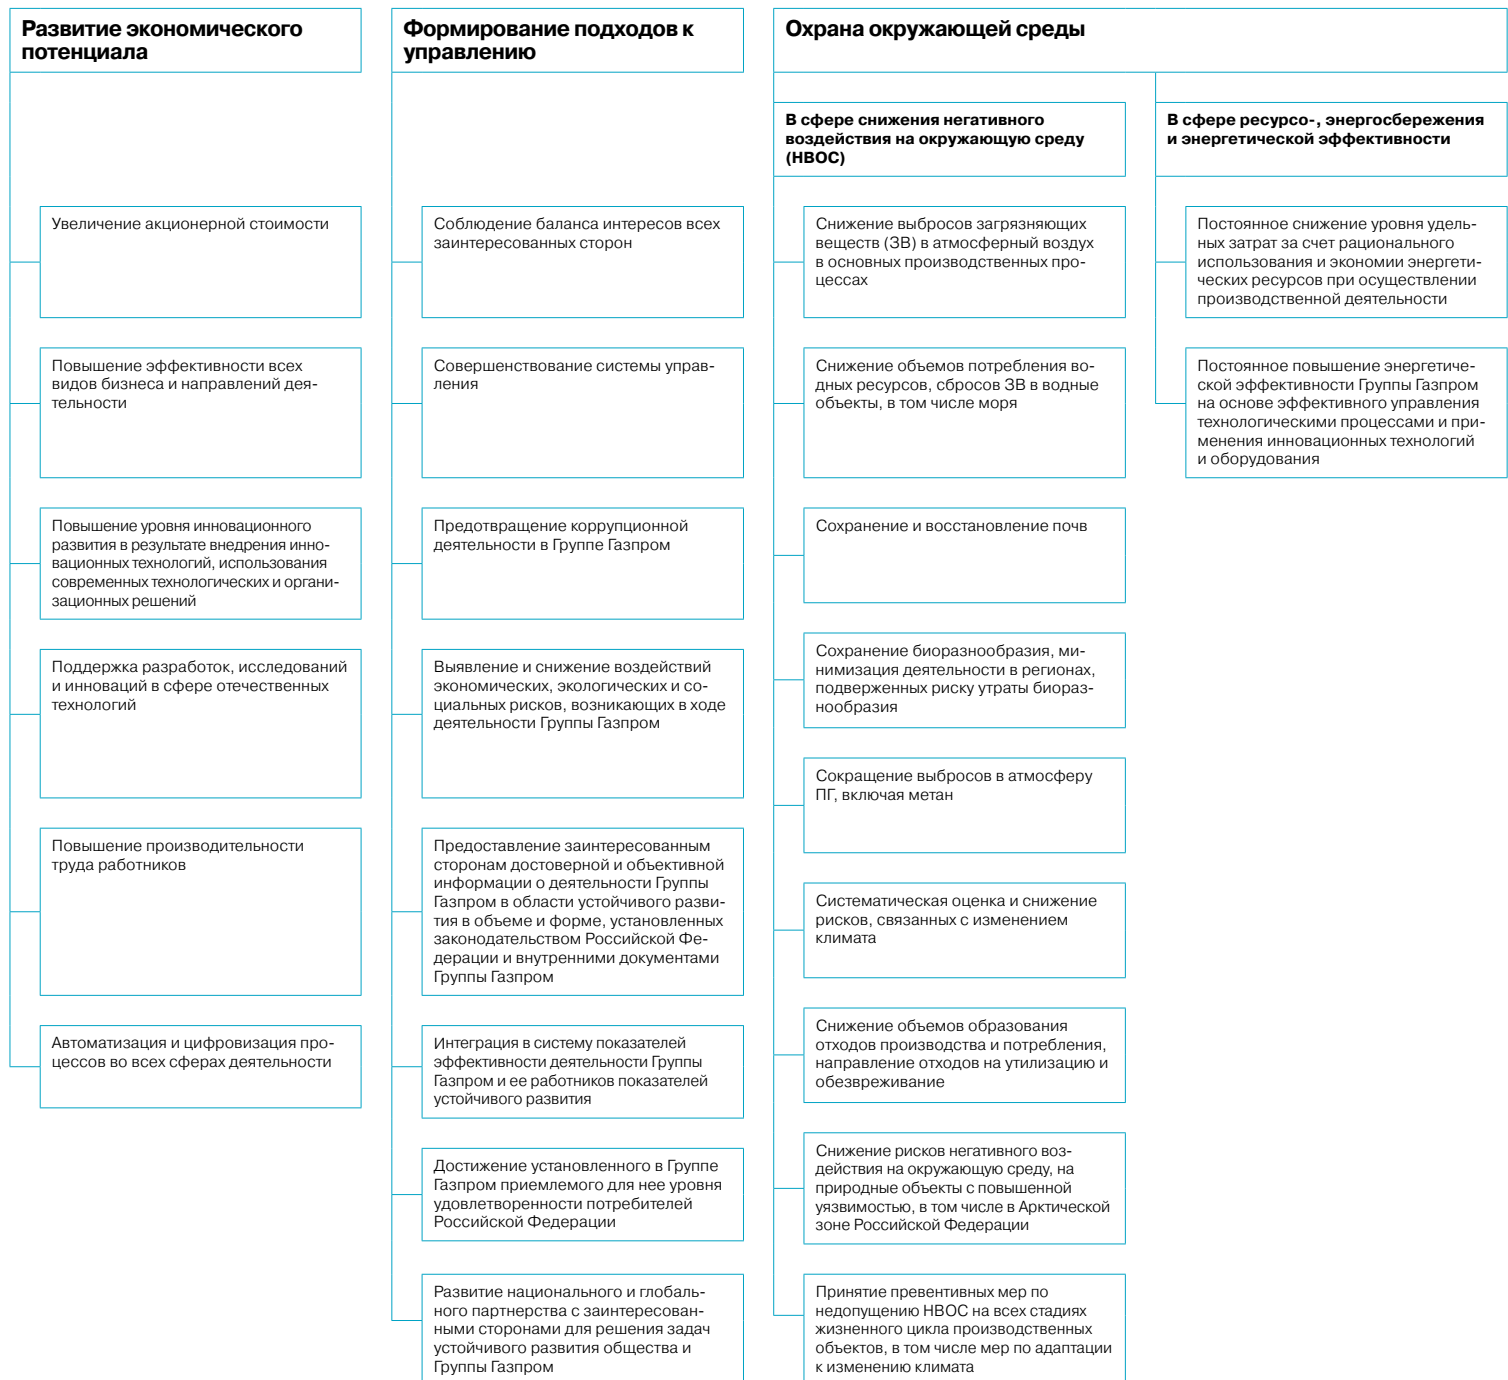 Развитие экономического
потенциала
Увеличение акционерной стоимости
Повышение эффективности всех
видов бизнеса и направлений дея-
тельности
Повышение уровня инновационного
развития в результате внедрения инно-
вационных технологий, использования
современных технологических и органи-
зационных решений
Поддержка разработок, исследований
и инноваций в сфере отечественных
технологий
Повышение производительности
труда работников
Автоматизация и цифровизация про-
цессов во всех сферах деятельности
Формирование подходов к
управлению
Соблюдение баланса интересов всех
заинтересованных сторон
Совершенствование системы управ-
ления
Предотвращение коррупционной
деятельности в Группе Газпром
Выявление и снижение воздействий
экономических, экологических и со-
циальных рисков, возникающих в ходе
деятельности Группы Газпром
Предоставление заинтересованным
сторонам достоверной и объективной
информации о деятельности Группы
Газпром в области устойчивого разви-
тия в объеме и форме, установленных
законодательством Российской Фе-
дерации и внутренними документами
Группы Газпром
Интеграция в систему показателей
эффективности деятельности Группы
Газпром и ее работников показателей
устойчивого развития
Достижение установленного в Группе
Газпром приемлемого для нее уровня
удовлетворенности потребителей
Российской Федерации
Развитие национального и глобаль-
ного партнерства с заинтересован-
ными сторонами для решения задач
устойчивого развития общества и
Группы Газпром
Охрана окружающей среды
В сфере снижения негативного
воздействия на окружающую среду
(НВОС)
Снижение выбросов загрязняющих
веществ (ЗВ) в атмосферный воздух
в основных производственных про-
цессах
Снижение объемов потребления во-
дных ресурсов, сбросов ЗВ в водные
объекты, в том числе моря
Сохранение и восстановление почв
Сохранение биоразнообразия, ми-
нимизация деятельности в регионах,
подверженных риску утраты биораз-
нообразия
Сокращение выбросов в атмосферу
ПГ, включая метан
Систематическая оценка и снижение
рисков, связанных с изменением
климата
Снижение объемов образования
отходов производства и потребления,
направление отходов на утилизацию и
обезвреживание
Снижение рисков негативного воз-
действия на окружающую среду, на
природные объекты с повышенной
уязвимостью, в том числе в Арктической
зоне Российской Федерации
Принятие превентивных мер по
недопущению НВОС на всех стадиях
жизненного цикла производственных
объектов, в том числе мер по адаптации
к изменению климата
В сфере ресурсо-, энергосбережения
и энергетической эффективности
Постоянное снижение уровня удель-
ных затрат за счет рационального
использования и экономии энергети-
ческих ресурсов при осуществлении
производственной деятельности
Постоянное повышение энергетиче-
ской эффективности Группы Газпром
на основе эффективного управления
технологическими процессами и при-
менения инновационных технологий
и оборудования